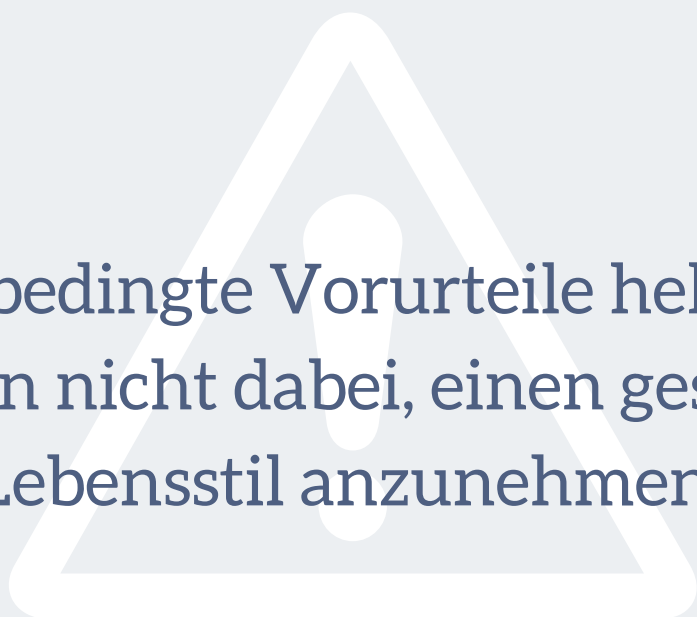 bedingte Vorurteile hel
n nicht dabei, einen ges
Lebensstil anzunehmen